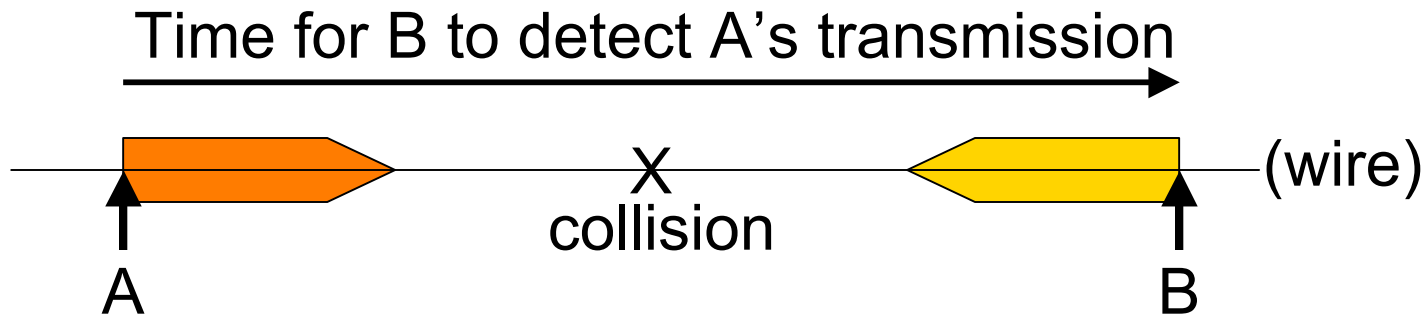 Time for B to detect A’s transmission
X
(wire)
collision
A
B